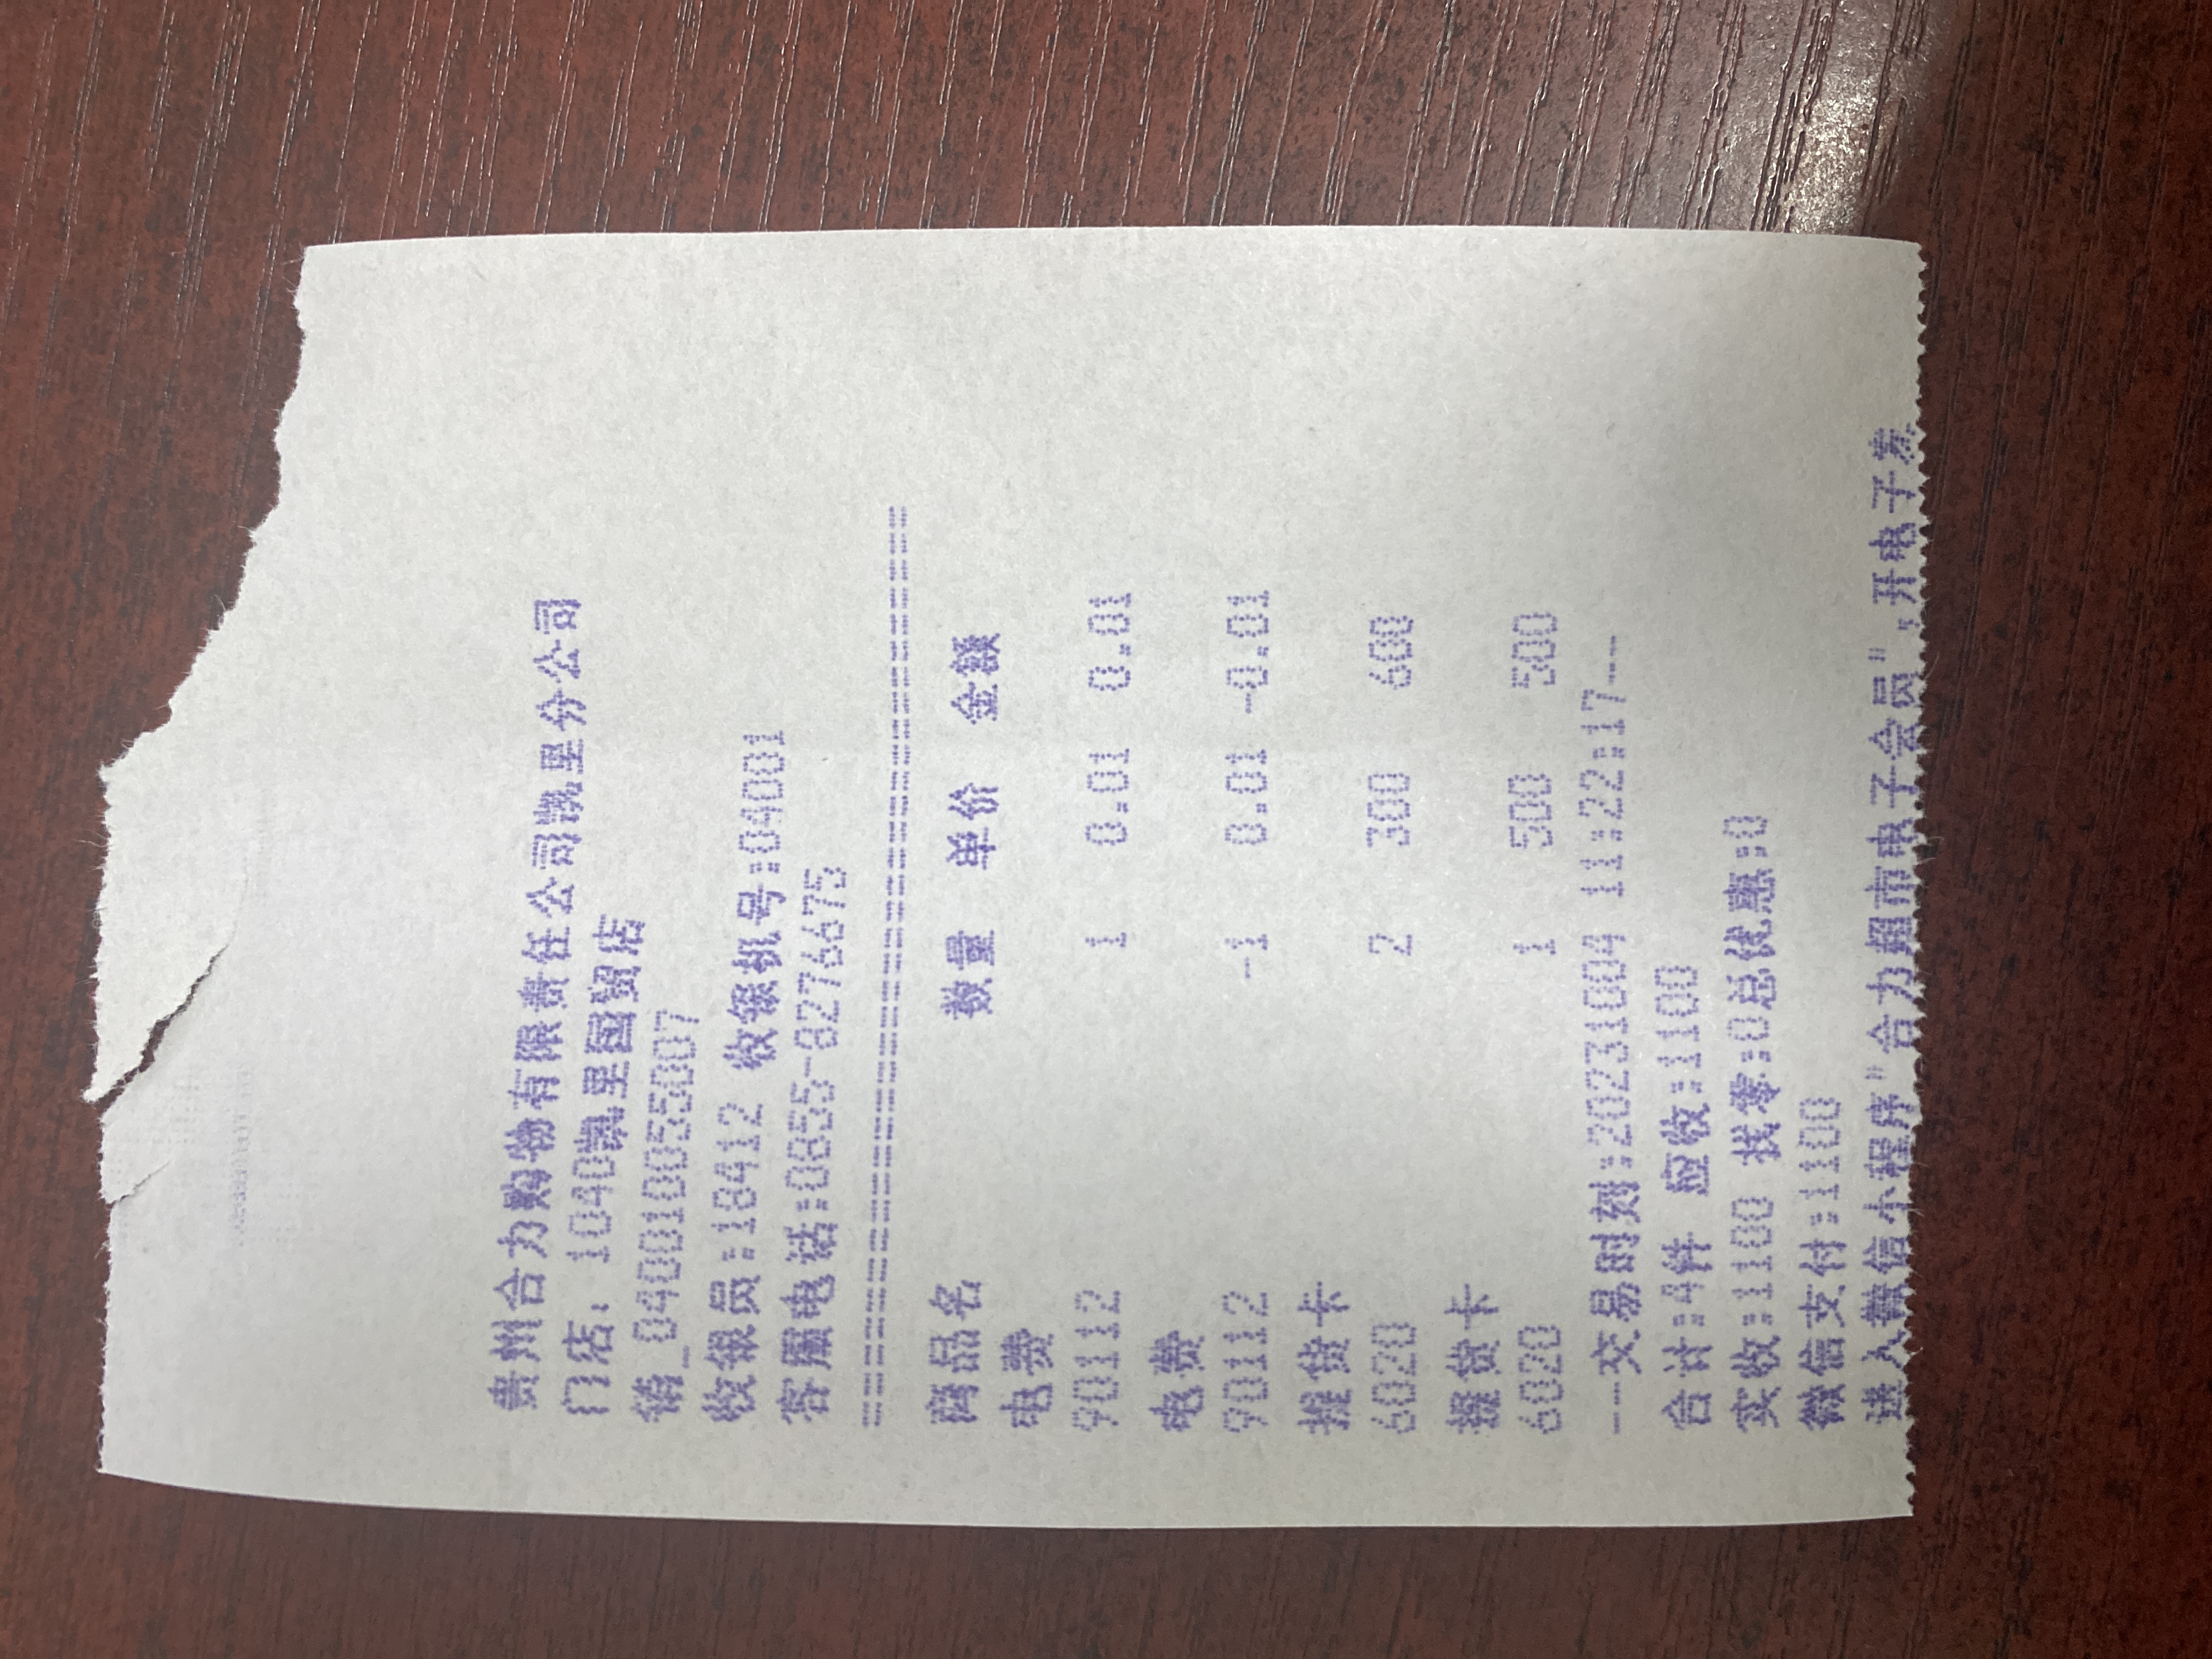 贵州合力购物有限责任公司凯里分公司
门店: 1040凯里国贸店
销_040010055007
收银员:18412 收银机号:04001
客服电话:0855-8276675
========================================
商品名 数量 单价 金额
电费
90112 1 0.01 0.01
电费
90112 -1 0.01 -0.01
提货卡
6020 2 300 600
提货卡
6020 1 500 500
---交易时刻:20231004 11:22:17---
合计:4件 应收:1100
实收:1100 找零:0总优惠:0
微信支付:1100
进入微信小程序"合力超市电子会员",开电子发